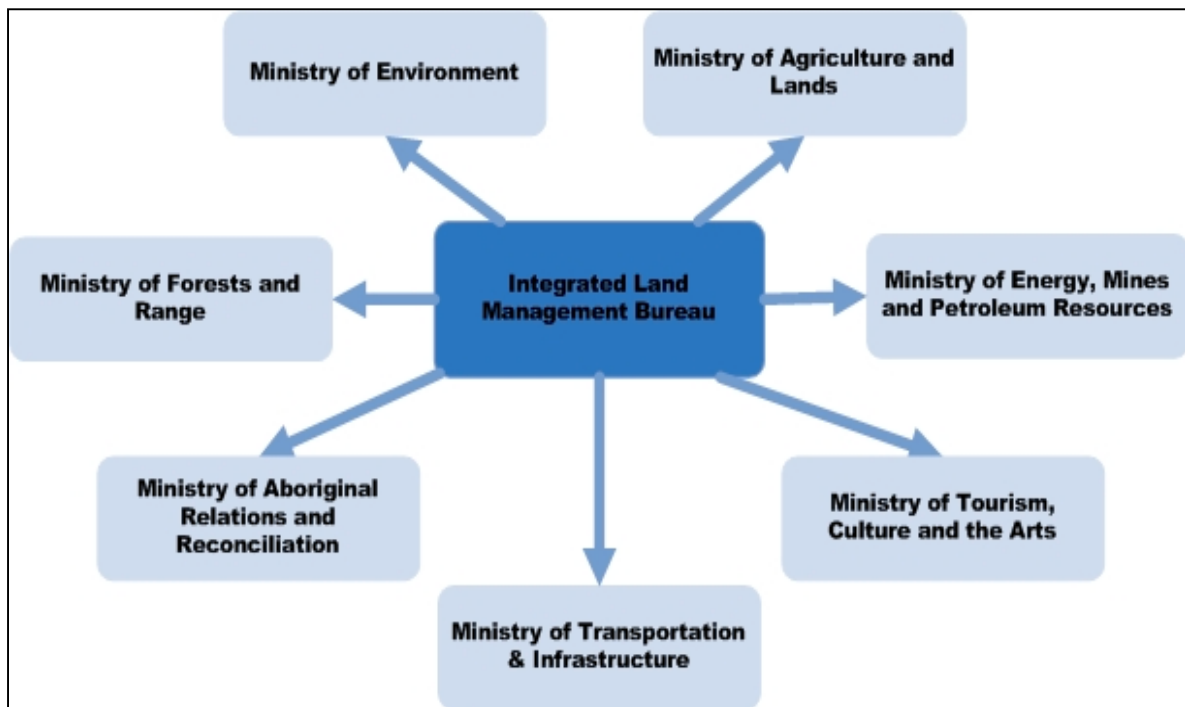 Ministry of Environment
Ministry of Agriculture and
Lands
Ministry of Forests and
Range
Integrated Land
Management Bureau
Ministry of Energy, Mines
and Petroleum Resources
Ministry of Aboriginal
Relations and
Reconciliation
Ministry of Tourism,
Culture and the Arts
Ministry of Transportation
& Infrastructure